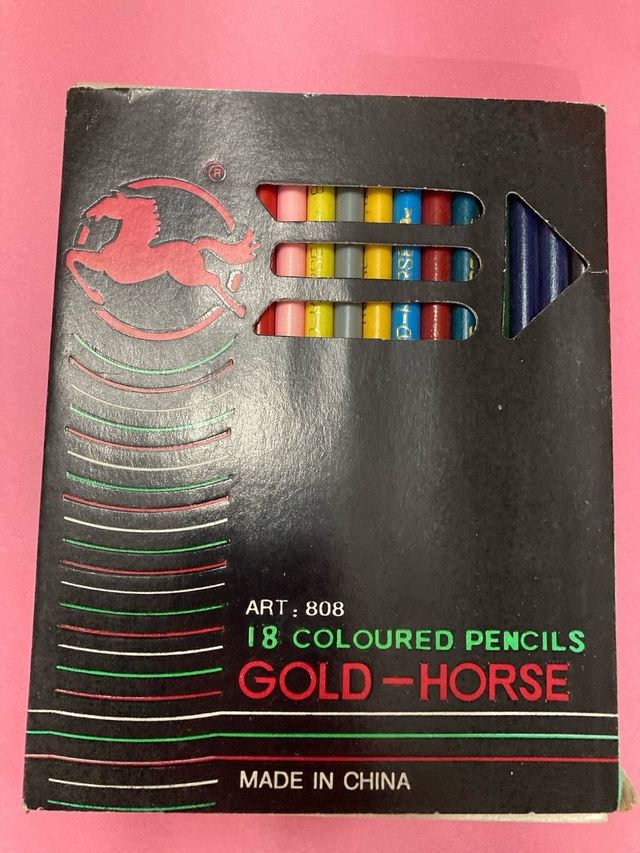 ®
ART: 808
18 COLOURED PENCILS
GOLD-HORSE
MADE IN CHINA